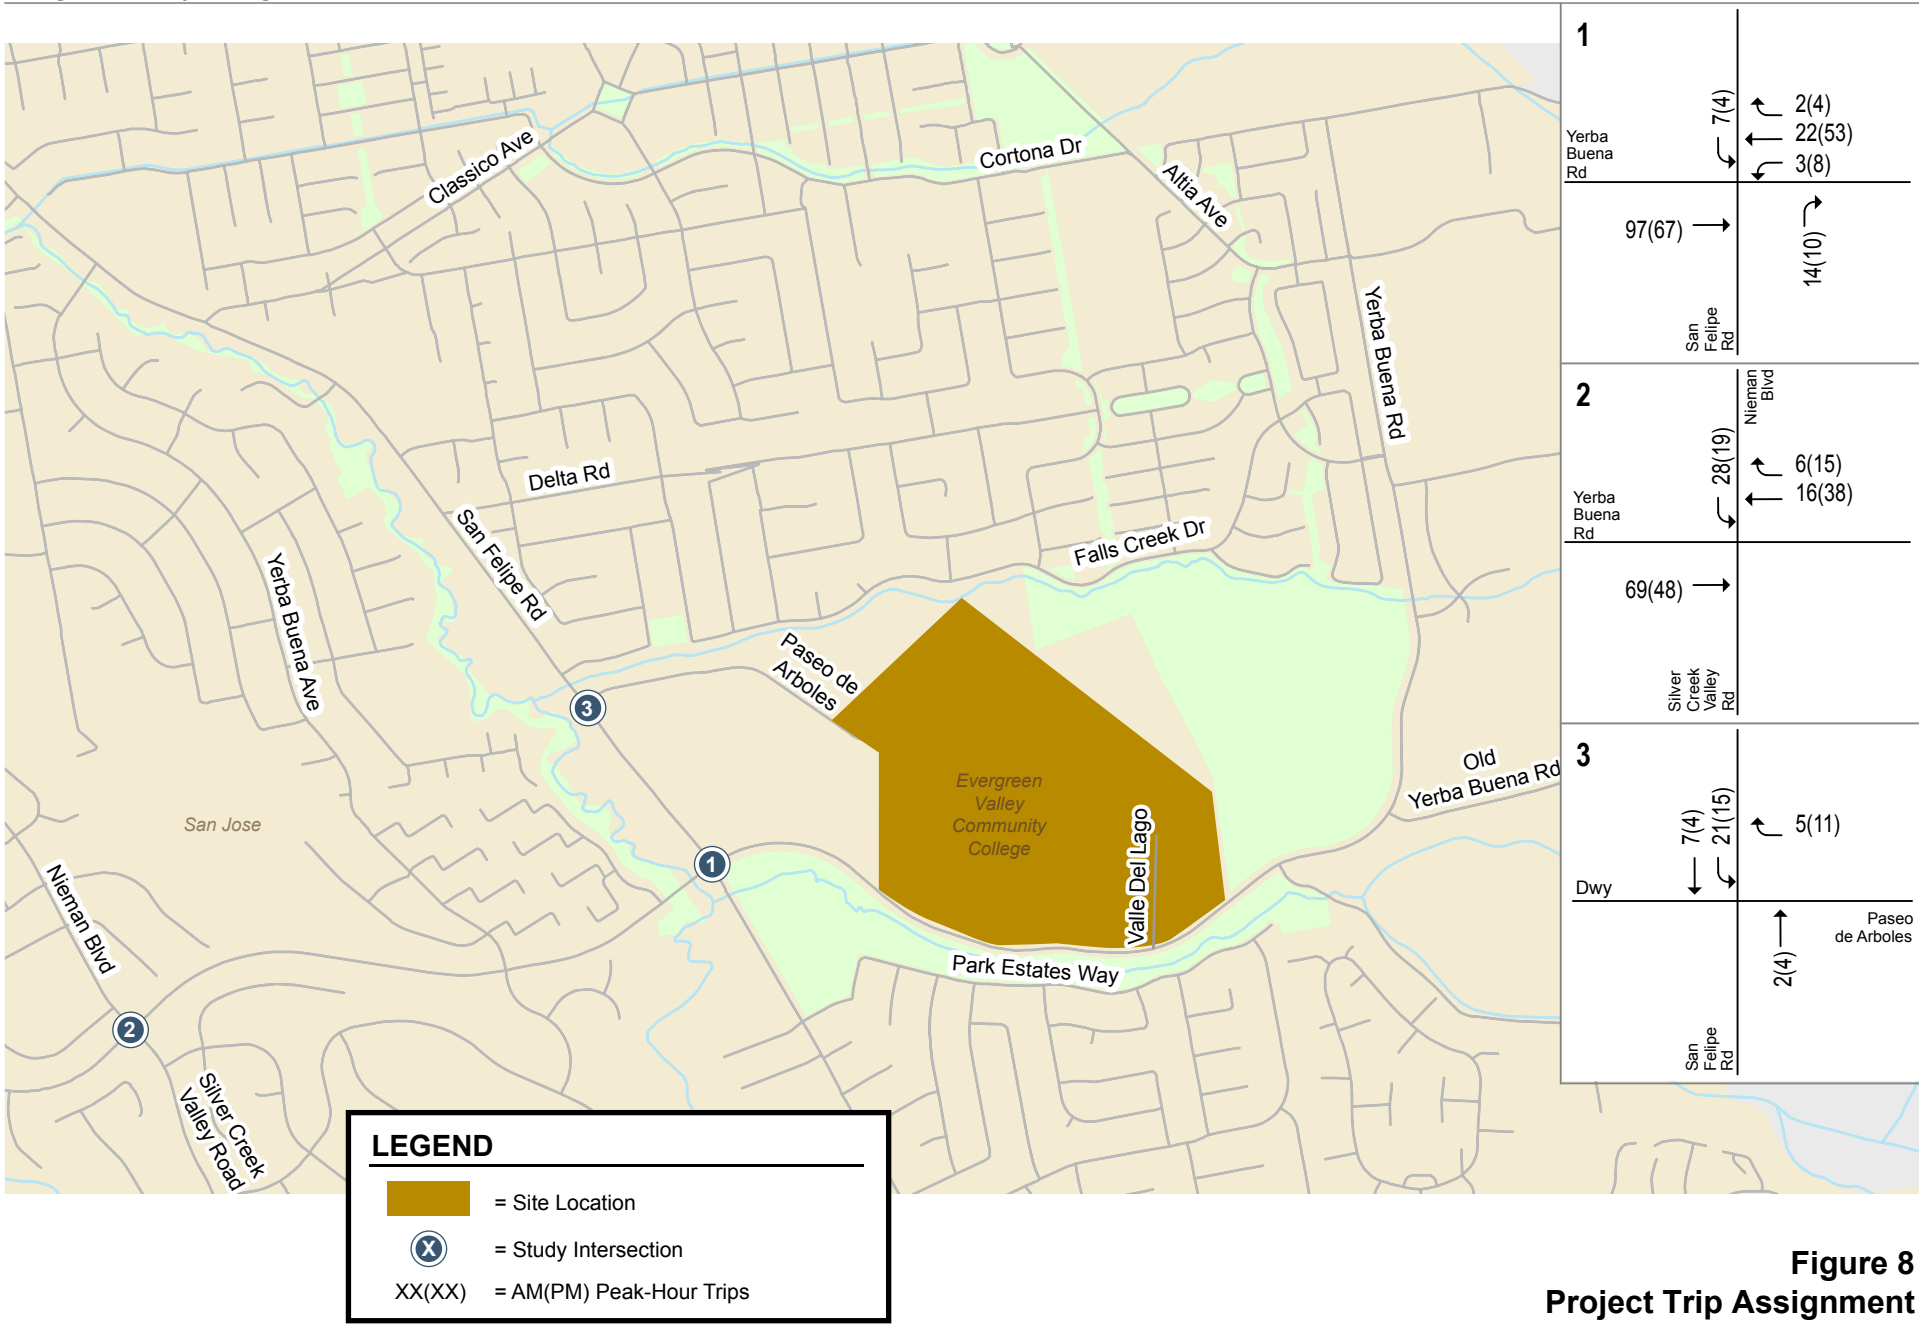 Classico Ave
Cortona Dr
Altia Ave
Yerba Buena Rd
Delta Rd
San Felipe Rd
Falls Creek Dr
Yerba Buena Ave
Paseo de
Arboles
3
Evergreen
Valley
Community
College
Valle Del Lago
Old
Yerba Buena Rd
San Jose
1
Nieman Blvd
Park Estates Way
2
Silver Creek
Valley Road
1
7(4)
2(4)
22(53)
3(8)
Yerba
Buena
Rd
97(67)
14(10)
San
Felipe
Rd
2
Nieman
Blvd
28(19)
6(15)
16(38)
Yerba
Buena
Rd
69(48)
Silver
Creek
Valley
Rd
3
7(4)
21(15)
5(11)
Dwy
Paseo
de Arboles
2(4)
San
Felipe
Rd
LEGEND
= Site Location
X = Study Intersection
XX(XX) = AM(PM) Peak-Hour Trips
Figure 8
Project Trip Assignment